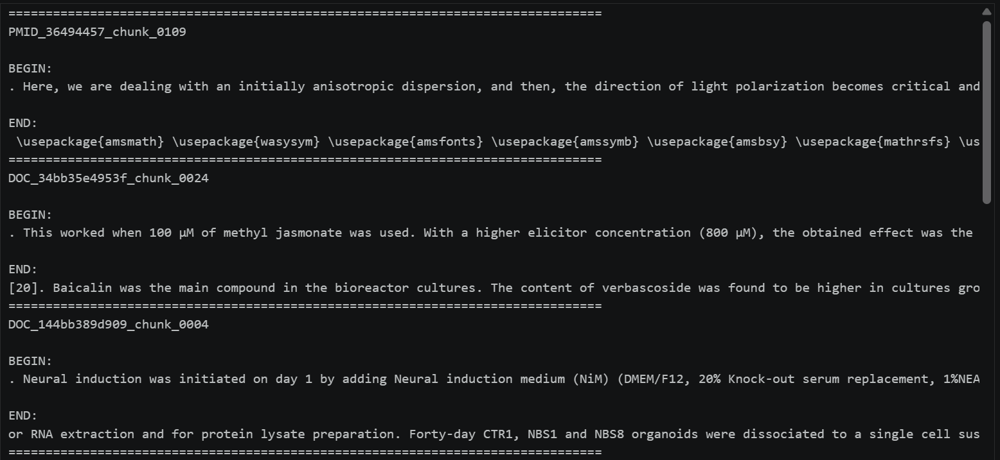 ================================================================================
PMID_36494457_chunk_0109
BEGIN:
. Here, we are dealing with an initially anisotropic dispersion, and then, the direction of light polarization becomes critical and
END:
\usepackage{amsmath} \usepackage{wasysym} \usepackage{amsfonts} \usepackage{amssymb} \usepackage{amsbsy} \usepackage{mathrsfs} \us
================================================================================
DOC_34bb35e4953f_chunk_0024
BEGIN:
. This worked when 100 μM of methyl jasmonate was used. With a higher elicitor concentration (800 μM), the obtained effect was the
END:
[20]. Baicalin was the main compound in the bioreactor cultures. The content of verbascoside was found to be higher in cultures gro
================================================================================
DOC_144bb389d909_chunk_0004
BEGIN:
. Neural induction was initiated on day 1 by adding Neural induction medium (NiM) (DMEM/F12, 20% Knock-out serum replacement, 1%NEA
END:
or RNA extraction and for protein lysate preparation. Forty-day CTR1, NBS1 and NBS8 organoids were dissociated to a single cell sus
================================================================================